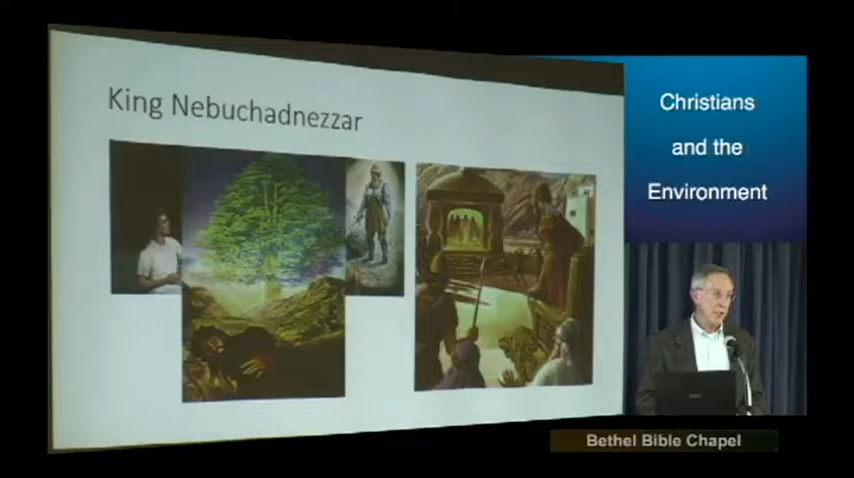 King Nebuchadnezzar
Christians
and the
Environment
Bethel Bible Chapel